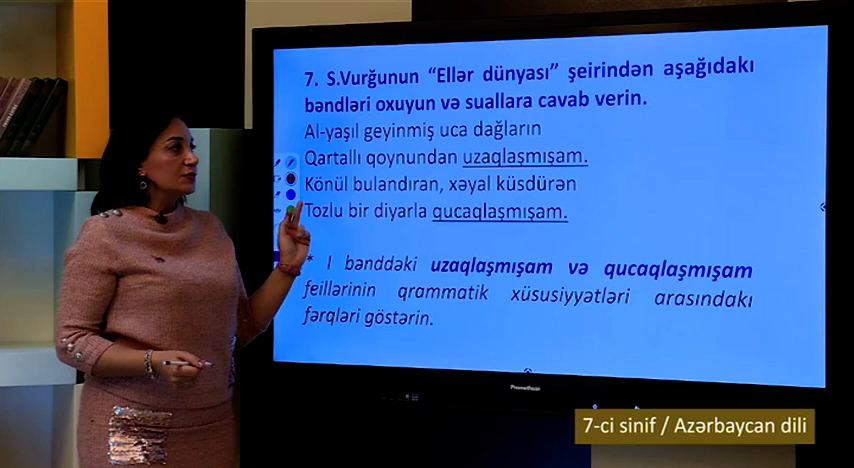 7. S.Vurğunun “Ellər dünyası” şeirindən aşağıdakı
bəndləri oxuyun və suallara cavab verin.
Al-yaşıl geyinmiş uca dağların
Qartallı qoynundan uzaqlaşmışam.
Könül bulandıran, xəyal küsdürən
Tozlu bir diyarla qucaqlaşmışam.
* I bənddəki uzaqlaşmışam və qucaqlaşmışam
feillərinin qrammatik xüsusiyyətləri arasındakı
fərqləri göstərin.
Promethean
7-ci sinif / Azərbaycan dili